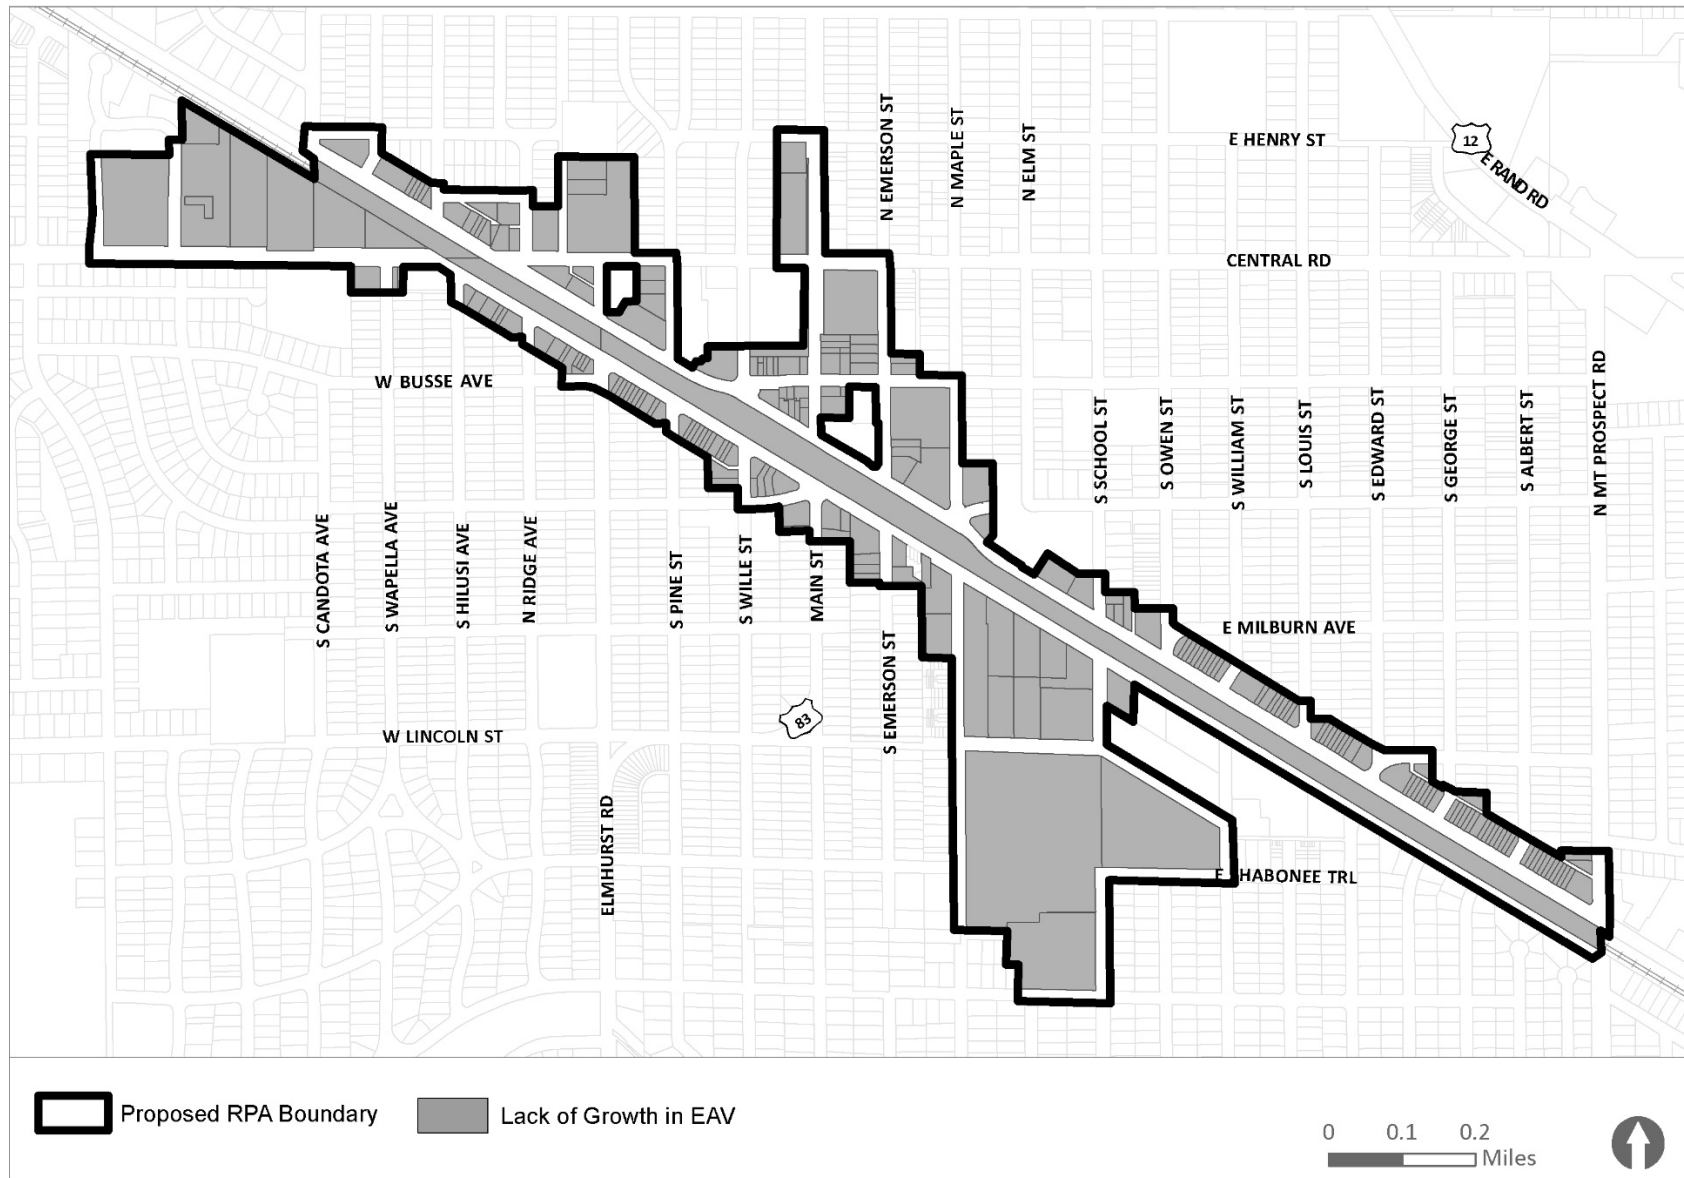 N EMERSON ST
N MAPLE ST
N ELM ST
E HENRY ST
12
E RAND RD
CENTRAL RD
W BUSSE AVE
S SCHOOL ST
S OWEN ST
S WILLIAM ST
S LOUIS ST
S EDWARD ST
S GEORGE ST
S ALBERT ST
N MT PROSPECT RD
S CANDOTA AVE
S WAPELLA AVE
S HILUSI AVE
N RIDGE AVE
S PINE ST
S WILLE ST
MAIN ST
S EMERSON ST
E MILBURN AVE
83
W LINCOLN ST
ELMHURST RD
E HABONEE TRL
Proposed RPA Boundary
Lack of Growth in EAV
0 0.1 0.2
Miles